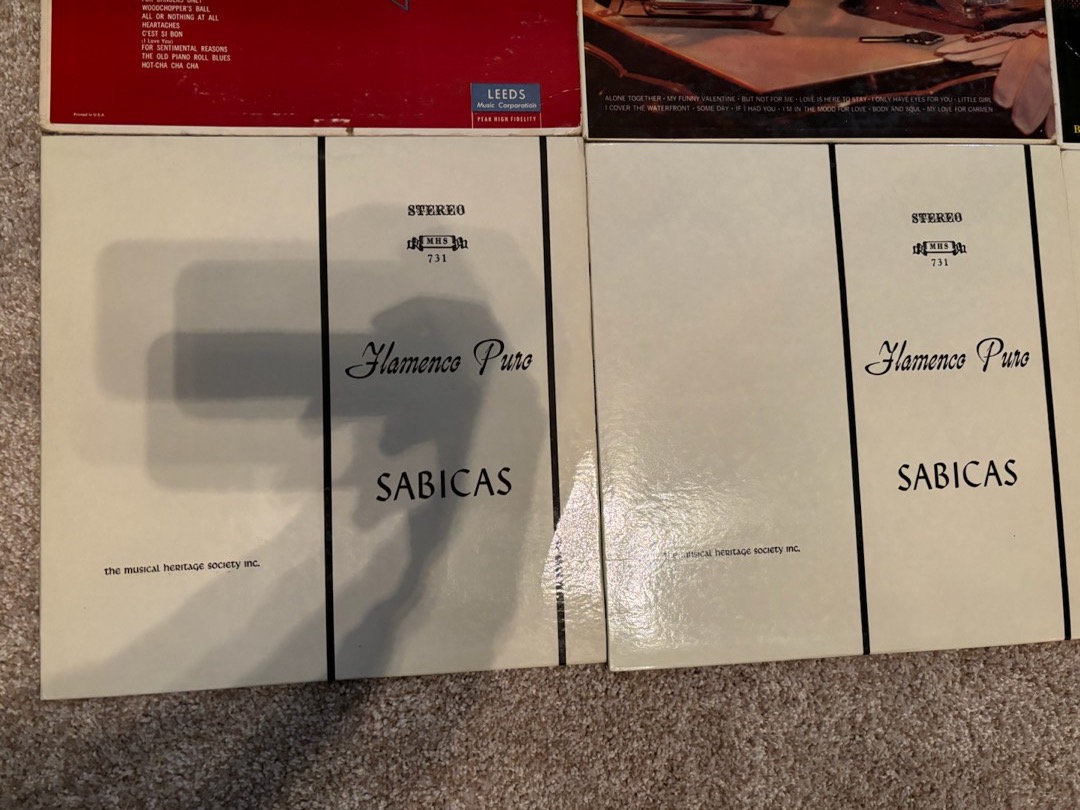 WOODCHOPPER'S BALL
ALL OR NOTHING AT ALL
HEARTACHES
C'EST SI BON
(I Love You)
FOR SENTIMENTAL REASONS
THE OLD PIANO ROLL BLUES
HOT-CHA CHA CHA
LEEDS
Music Corporation
PEAK HIGH FIDELITY
Printed in U.S.A.
ALONE TOGETHER • MY FUNNY VALENTINE • BUT NOT FOR ME • LOVE IS HERE TO STAY • I ONLY HAVE EYES FOR YOU • LITTLE GIRL
I COVER THE WATERFRONT • SOME DAY • IF I HAD YOU • I'M IN THE MOOD FOR LOVE • BODY AND SOUL • MY LOVE FOR CARMEN
STEREO
MHS
731
Flamenco Puro
SABICAS
the musical heritage society inc.
STEREO
MHS
731
Flamenco Puro
SABICAS
the musical heritage society inc.